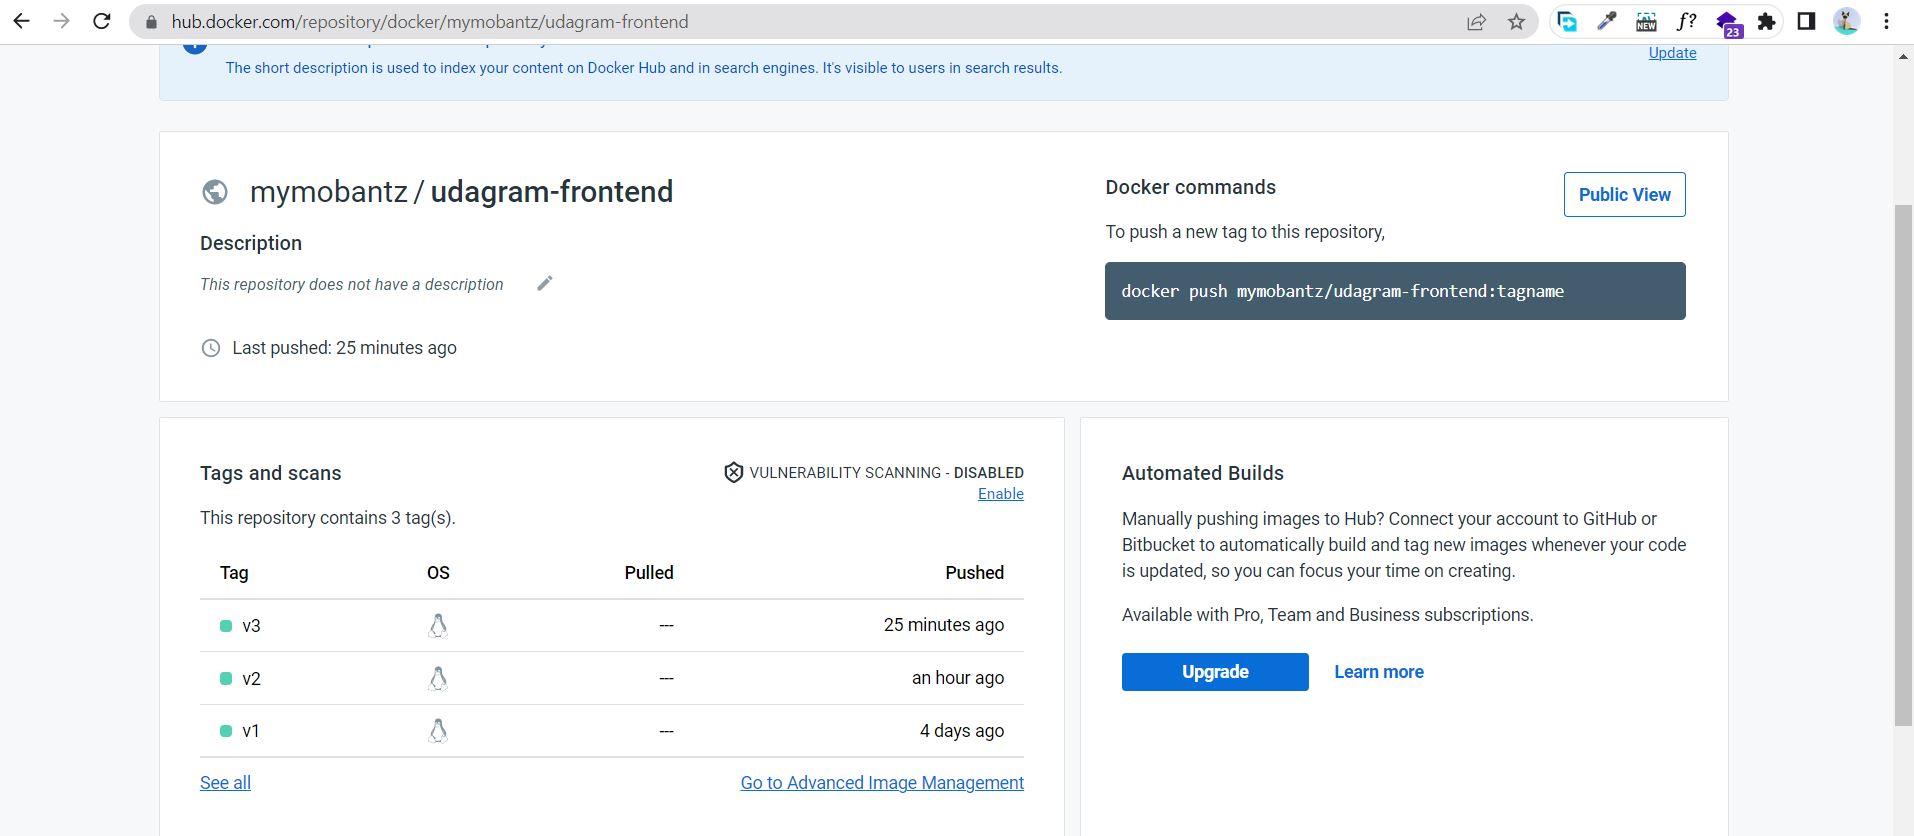 hub.docker.com/repository/docker/mymobantz/udagram-frontend
NEW
f?
23
The short description is used to index your content on Docker Hub and in search engines. It's visible to users in search results.
Update
mymobantz / udagram-frontend
Description
This repository does not have a description
Last pushed: 25 minutes ago
Docker commands
Public View
To push a new tag to this repository,
docker push mymobantz/udagram-frontend:tagname
Tags and scans
VULNERABILITY SCANNING - DISABLED
Enable
This repository contains 3 tag(s).
Tag OS Pulled Pushed
v3 --- 25 minutes ago
v2 --- an hour ago
v1 --- 4 days ago
See all
Go to Advanced Image Management
Automated Builds
Manually pushing images to Hub? Connect your account to GitHub or
Bitbucket to automatically build and tag new images whenever your code
is updated, so you can focus your time on creating.
Available with Pro, Team and Business subscriptions.
Upgrade
Learn more